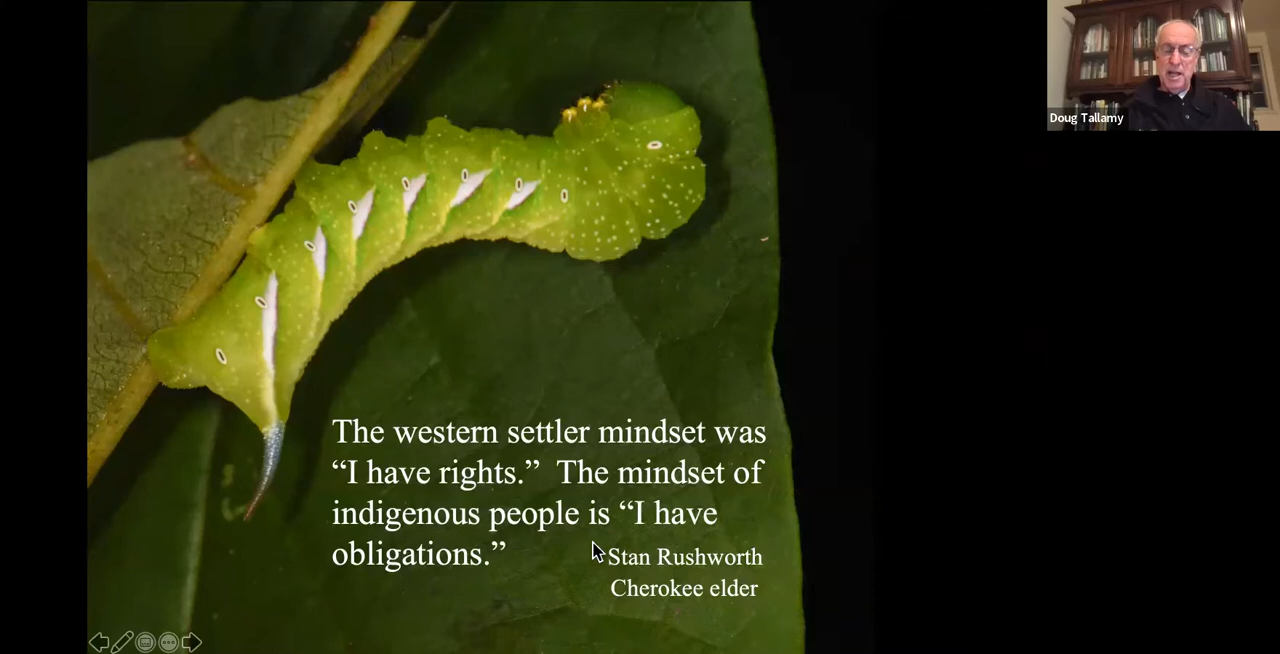 Doug Tallamy
The western settler mindset was
“I have rights.”  The mindset of
indigenous people is “I have
obligations.”
Stan Rushworth
Cherokee elder